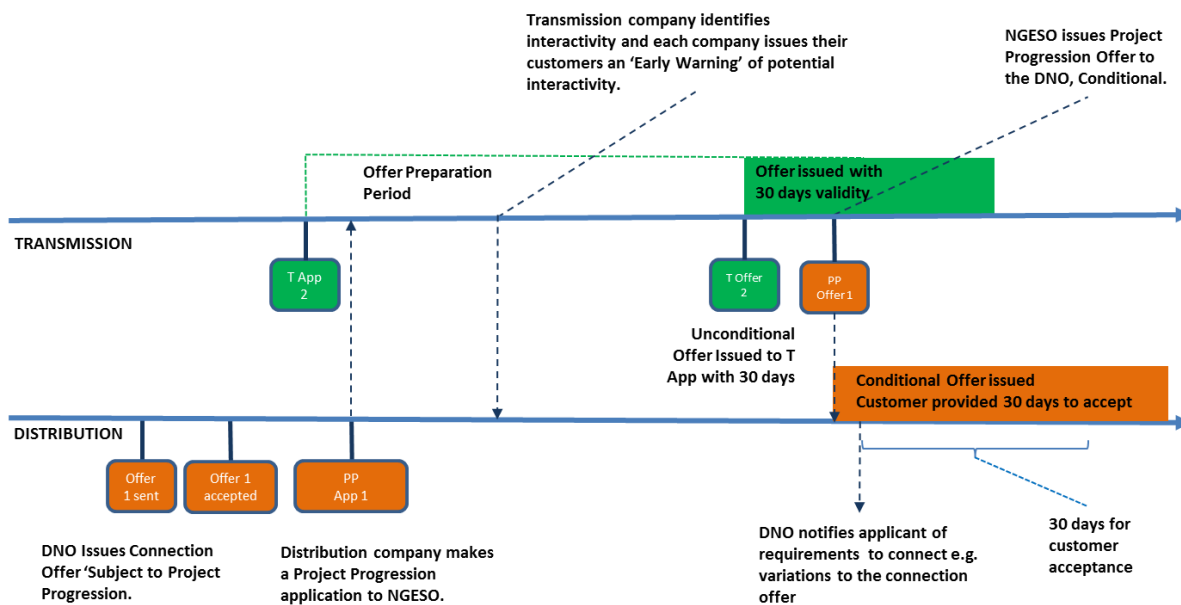 Transmission company identifies
interactivity and each company issues their
customers an ‘Early Warning’ of potential
interactivity.
NGESO issues Project
Progression Offer to
the DNO, Conditional.
Offer Preparation
Period
Offer issued with
30 days validity
TRANSMISSION
T App
2
T Offer
2
PP
Offer 1
Unconditional
Offer Issued to T
App with 30 days
Conditional Offer issued
Customer provided 30 days to accept
DISTRIBUTION
Offer
1 sent
Offer 1
accepted
PP
App 1
DNO Issues Connection
Offer ‘Subject to Project
Progression.
Distribution company makes
a Project Progression
application to NGESO.
DNO notifies applicant of
requirements to connect e.g.
variations to the connection
offer
30 days for
customer
acceptance